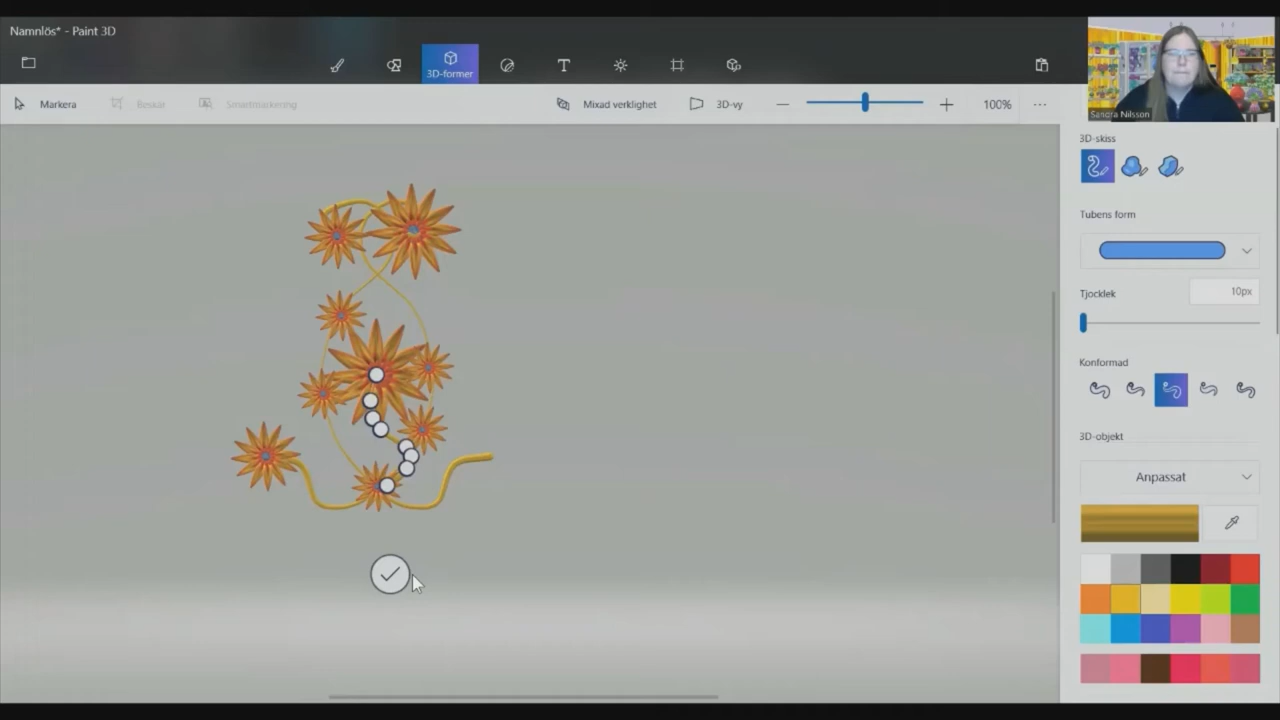 Namnlös* - Paint 3D
3D-former
Markera
Beskär
Smartmarkering
Mixad verklighet
3D-vy
100%
Sandra Nilsson
3D-skiss
Tubens form
Tjocklek
10px
Konformad
3D-objekt
Anpassat